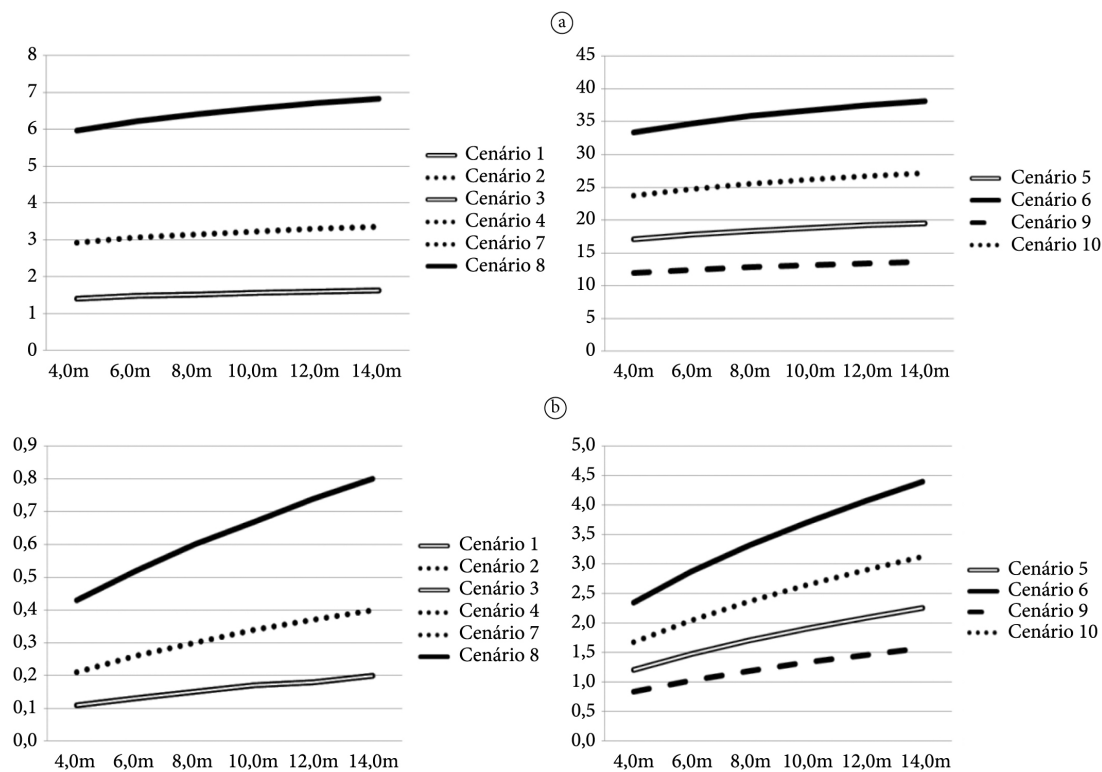 a
8
7
6
5
4
3
2
1
0
4,0m 6,0m 8,0m 10,0m 12,0m 14,0m
Cenário 1
Cenário 2
Cenário 3
Cenário 4
Cenário 7
Cenário 8
45
40
35
30
25
20
15
10
5
0
4,0m 6,0m 8,0m 10,0m 12,0m 14,0m
Cenário 5
Cenário 6
Cenário 9
Cenário 10
b
0,9
0,8
0,7
0,6
0,5
0,4
0,3
0,2
0,1
0,0
4,0m 6,0m 8,0m 10,0m 12,0m 14,0m
Cenário 1
Cenário 2
Cenário 3
Cenário 4
Cenário 7
Cenário 8
5,0
4,5
4,0
3,5
3,0
2,5
2,0
1,5
1,0
0,5
0,0
4,0m 6,0m 8,0m 10,0m 12,0m 14,0m
Cenário 5
Cenário 6
Cenário 9
Cenário 10